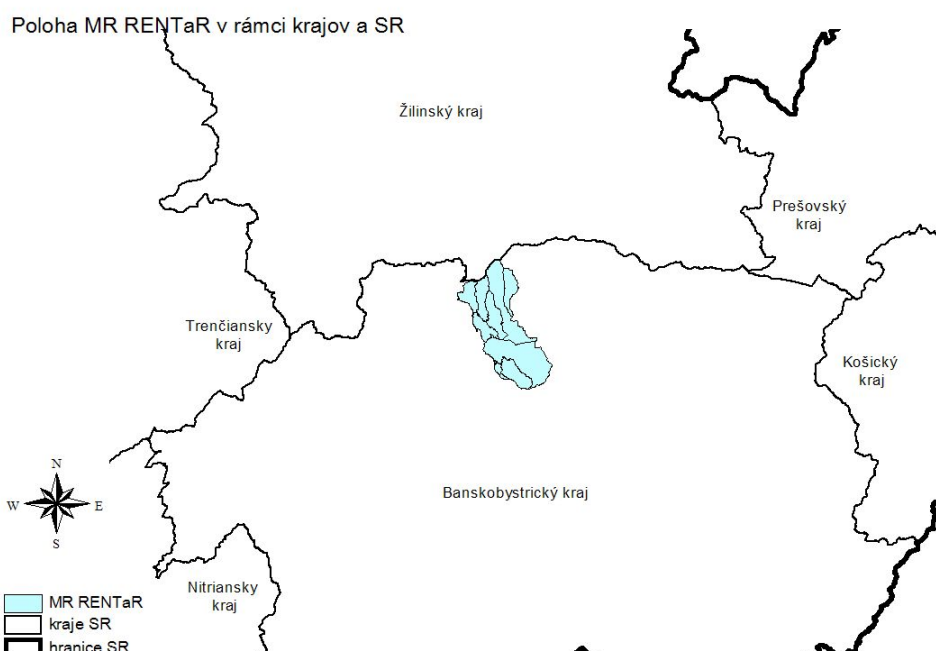 Poloha MR RENTaR v rámci krajov a SR
Žilinský kraj
Prešovský
kraj
Trenčiansky
kraj
Košický
kraj
Banskobystrický kraj
N
W
E
S
Nitriansky
kraj
MR RENTaR
kraje SR
hranice SR